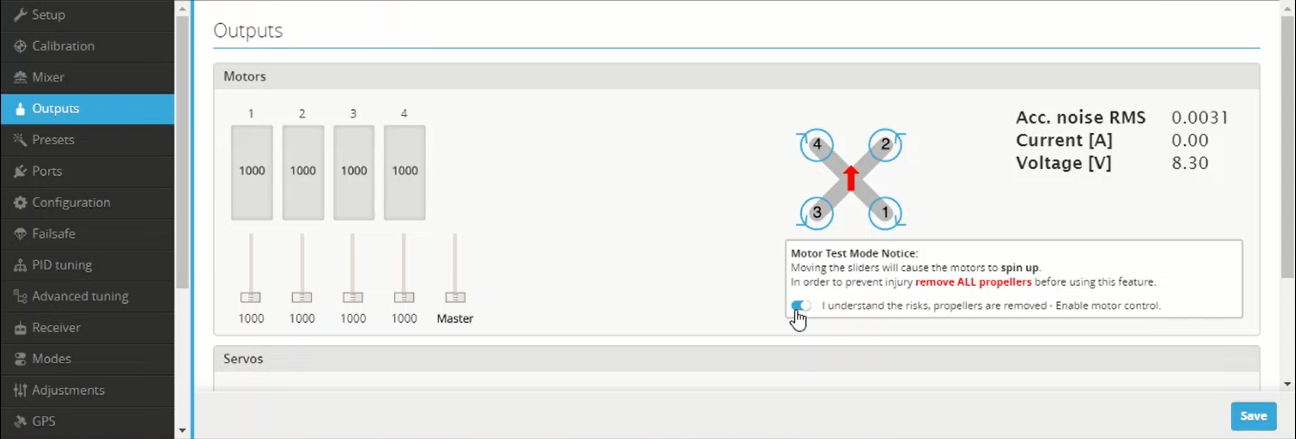 Setup
Calibration
Mixer
Outputs
Presets
Ports
Configuration
Failsafe
PID tuning
Advanced tuning
Receiver
Modes
Adjustments
GPS
Outputs
Motors
1 2 3 4
1000 1000 1000 1000
1000 1000 1000 1000 Master
4 2
3 1
Acc. noise RMS 0.0031
Current [A] 0.00
Voltage [V] 8.30
Motor Test Mode Notice:
Moving the sliders will cause the motors to spin up.
In order to prevent injury remove ALL propellers before using this feature.
I understand the risks, propellers are removed - Enable motor control.
Servos
Save